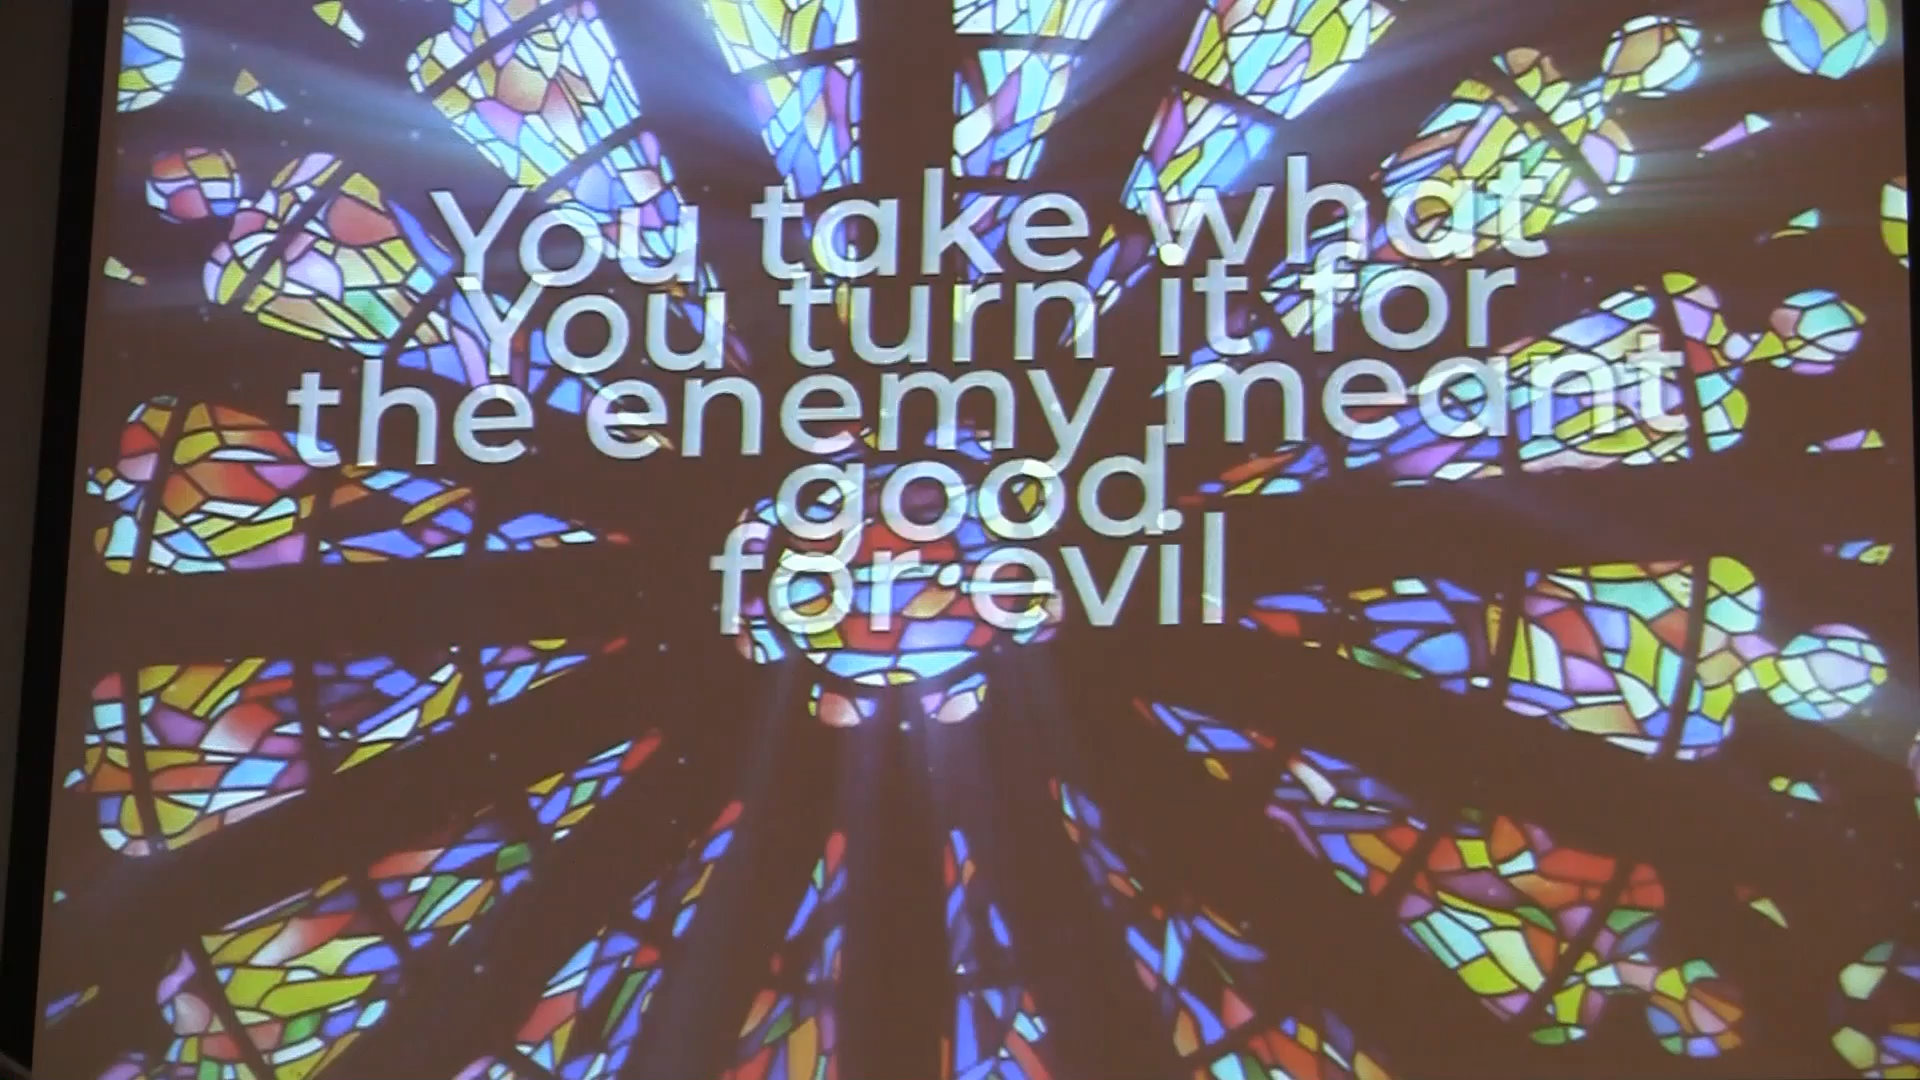 You take what
You turn it for
the enemy meant
good
for evil